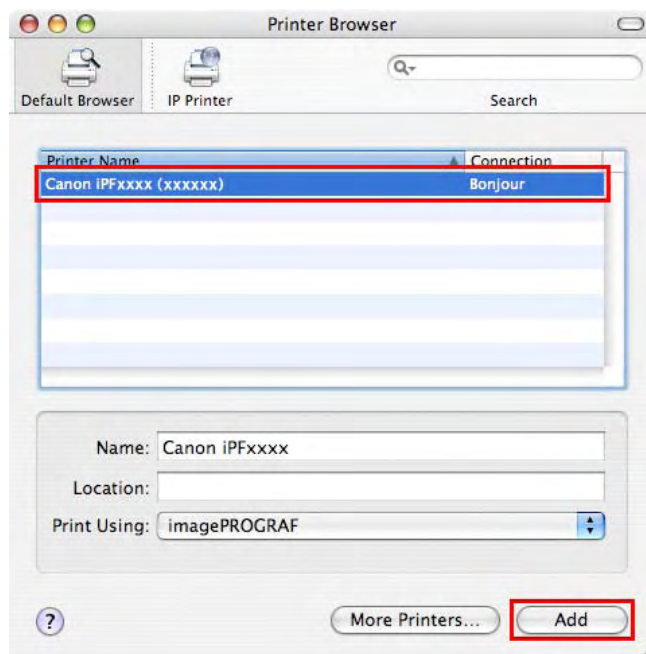 Printer Browser
Q
Default Browser IP Printer Search
Printer Name Connection
Canon iPFxxxx (xxxxxx) Bonjour
Name: Canon iPFxxxx
Location:
Print Using: imagePROGRAF
? More Printers... Add